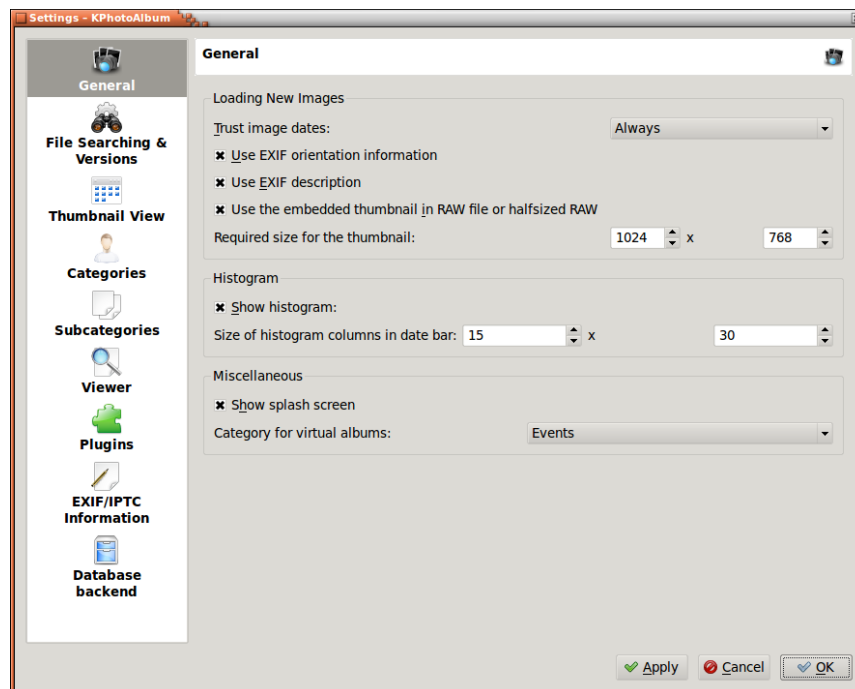 Settings – KPhotoAlbum
General
File Searching &
Versions
Thumbnail View
Categories
Subcategories
Viewer
Plugins
EXIF/IPTC
Information
Database
backend
General
Loading New Images
Trust image dates: Always
Use EXIF orientation information
Use EXIF description
Use the embedded thumbnail in RAW file or halfsized RAW
Required size for the thumbnail: 1024 x 768
Histogram
Show histogram:
Size of histogram columns in date bar: 15 x 30
Miscellaneous
Show splash screen
Category for virtual albums: Events
Apply Cancel OK